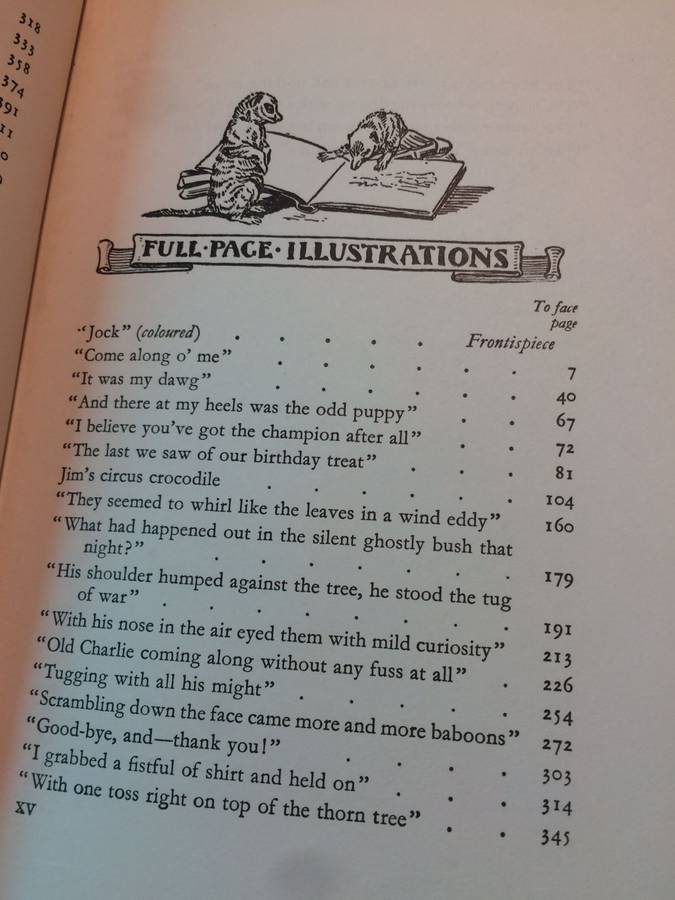 318
333
358
374
FULL·PAGE·ILLUSTRATIONS
To face
page
"Jock" (coloured) . . . . . Frontispiece
"Come along o' me" . . . . . . 7
"It was my dawg" . . . . . . 40
"And there at my heels was the odd puppy" . . 67
"I believe you've got the champion after all" . . 72
"The last we saw of our birthday treat" . . . 81
Jim's circus crocodile . . . . . . 104
"They seemed to whirl like the leaves in a wind eddy" 160
"What had happened out in the silent ghostly bush that
night?" . . . . . . . 179
"His shoulder humped against the tree, he stood the tug
of war" . . . . . . . . 191
"With his nose in the air eyed them with mild curiosity" 213
"Old Charlie coming along without any fuss at all" . 226
"Tugging with all his might" . . . . . 254
"Scrambling down the face came more and more baboons" 272
"Good-bye, and—thank you!" . . . . 303
"I grabbed a fistful of shirt and held on" . . . 314
"With one toss right on top of the thorn tree" . . 345
XV